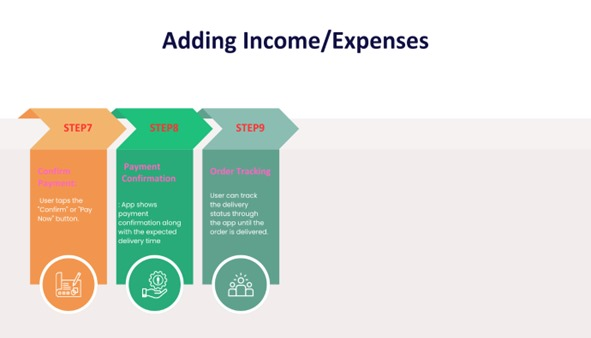 Adding Income/Expenses
STEP7
STEP8
STEP9
Confirm
Payment
User taps the
"Confirm" or "Pay
Now" button.
Payment
Confirmation
: App shows
payment
confirmation along
with the expected
delivery time
Order Tracking
User can track
the delivery
status through
the app until the
order is delivered.